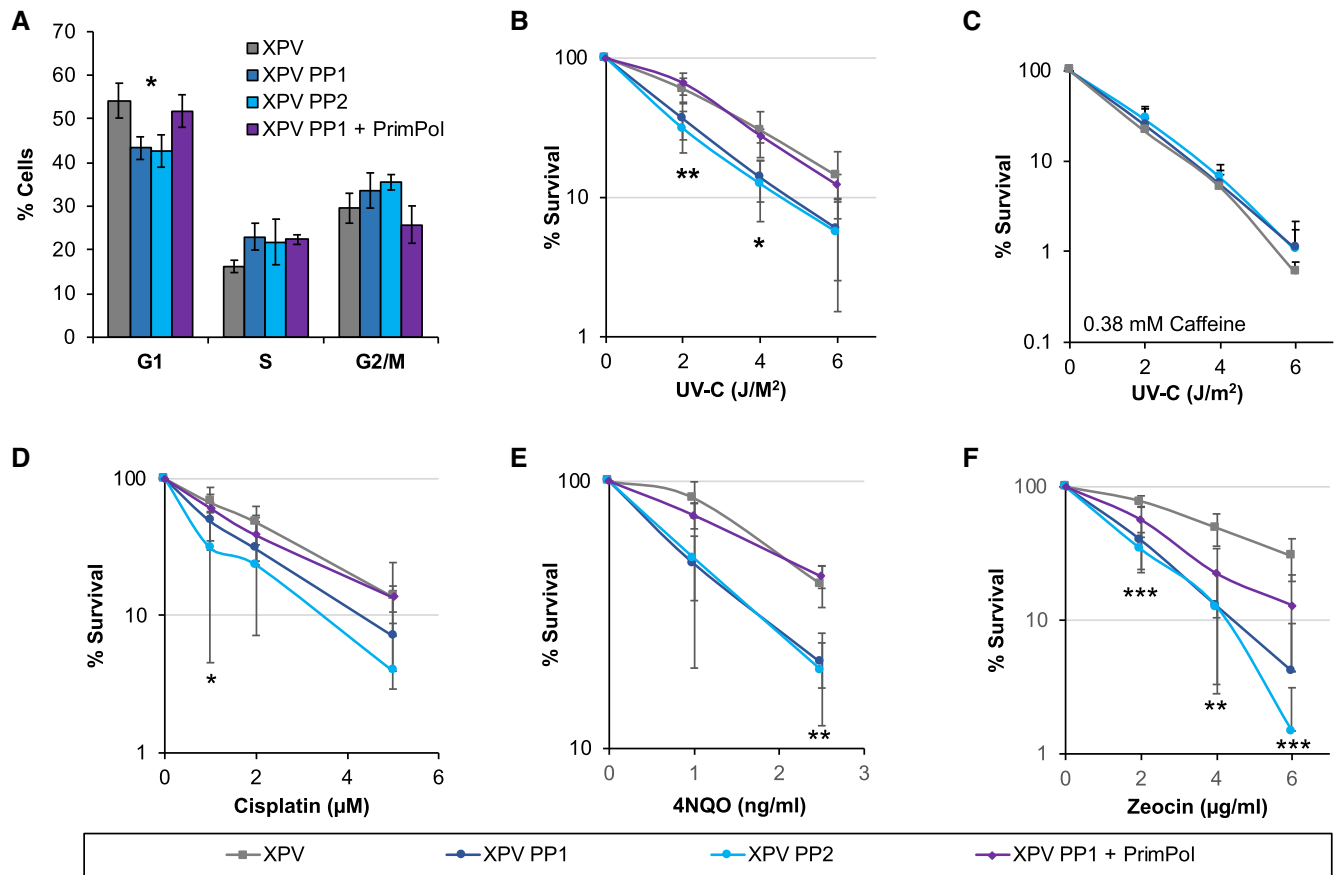 A
70
60
50
40
30
20
10
0
% Cells
*
XPV
XPV PP1
XPV PP2
XPV PP1 + PrimPol
G1
S
G2/M
B
100
10
1
% Survival
**
*
0
2
4
6
UV-C (J/M²)
C
100
10
1
0.1
% Survival
0.38 mM Caffeine
0
2
4
6
UV-C (J/m²)
D
100
10
1
% Survival
*
0
2
4
6
Cisplatin (µM)
E
100
10
% Survival
**
0
1
2
3
4NQO (ng/ml)
F
100
10
1
% Survival
***
**
***
0
2
4
6
Zeocin (µg/ml)
XPV
XPV PP1
XPV PP2
XPV PP1 + PrimPol